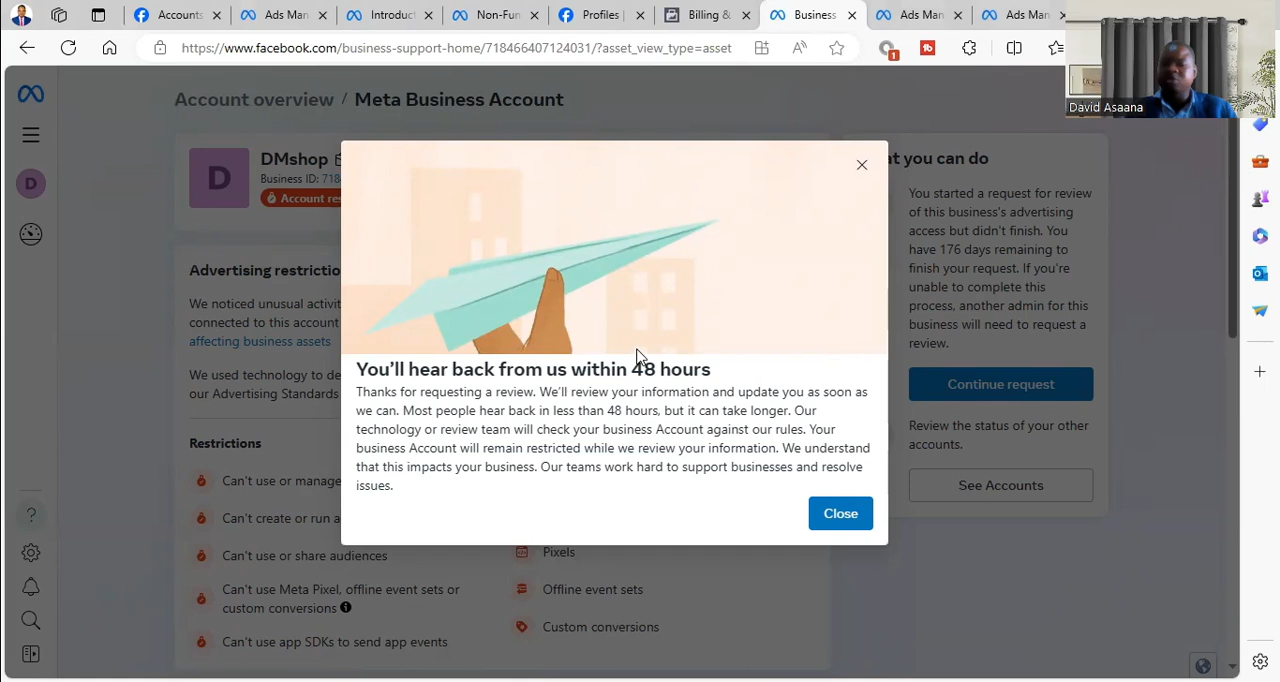 Accounts
Ads Man
Introduc
Non-Fun
Profiles |
Billing &
Business
Ads Man
Ads Man
https://www.facebook.com/business-support-home/718466407124031/?asset_view_type=asset
1
David Asaana
Account overview / Meta Business Account
D
DMshop
Business ID: 718
Account res
D
Advertising restrictio
We noticed unusual activit
connected to this account
affecting business assets
We used technology to de
our Advertising Standards
Restrictions
Can't use or manage
Can't create or run a
Can't use or share audiences
Can't use Meta Pixel, offline event sets or
custom conversions
Can't use app SDKs to send app events
Pixels
Offline event sets
Custom conversions
You'll hear back from us within 48 hours
Thanks for requesting a review. We'll review your information and update you as soon as
we can. Most people hear back in less than 48 hours, but it can take longer. Our
technology or review team will check your business Account against our rules. Your
business Account will remain restricted while we review your information. We understand
that this impacts your business. Our teams work hard to support businesses and resolve
issues.
Close
at you can do
You started a request for review
of this business's advertising
access but didn't finish. You
have 176 days remaining to
finish your request. If you're
unable to complete this
process, another admin for this
business will need to request a
review.
Continue request
Review the status of your other
accounts.
See Accounts